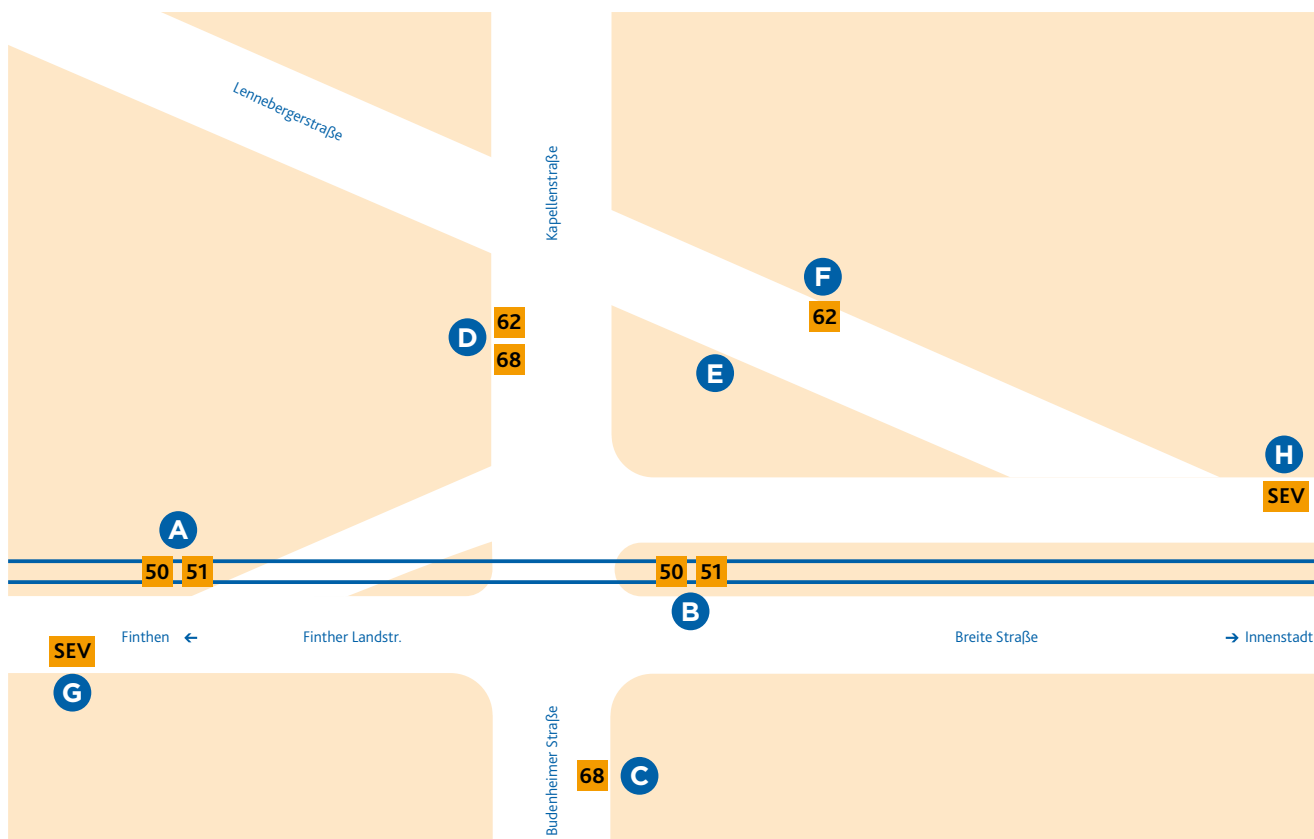 Lennebergerstraße
Kapellenstraße
F
62
62
D
68
E
H
SEV
A
50 51
50 51
B
Finthen ←
Finther Landstr.
Breite Straße
→ Innenstadt
SEV
G
Budenheimer Straße
68
C